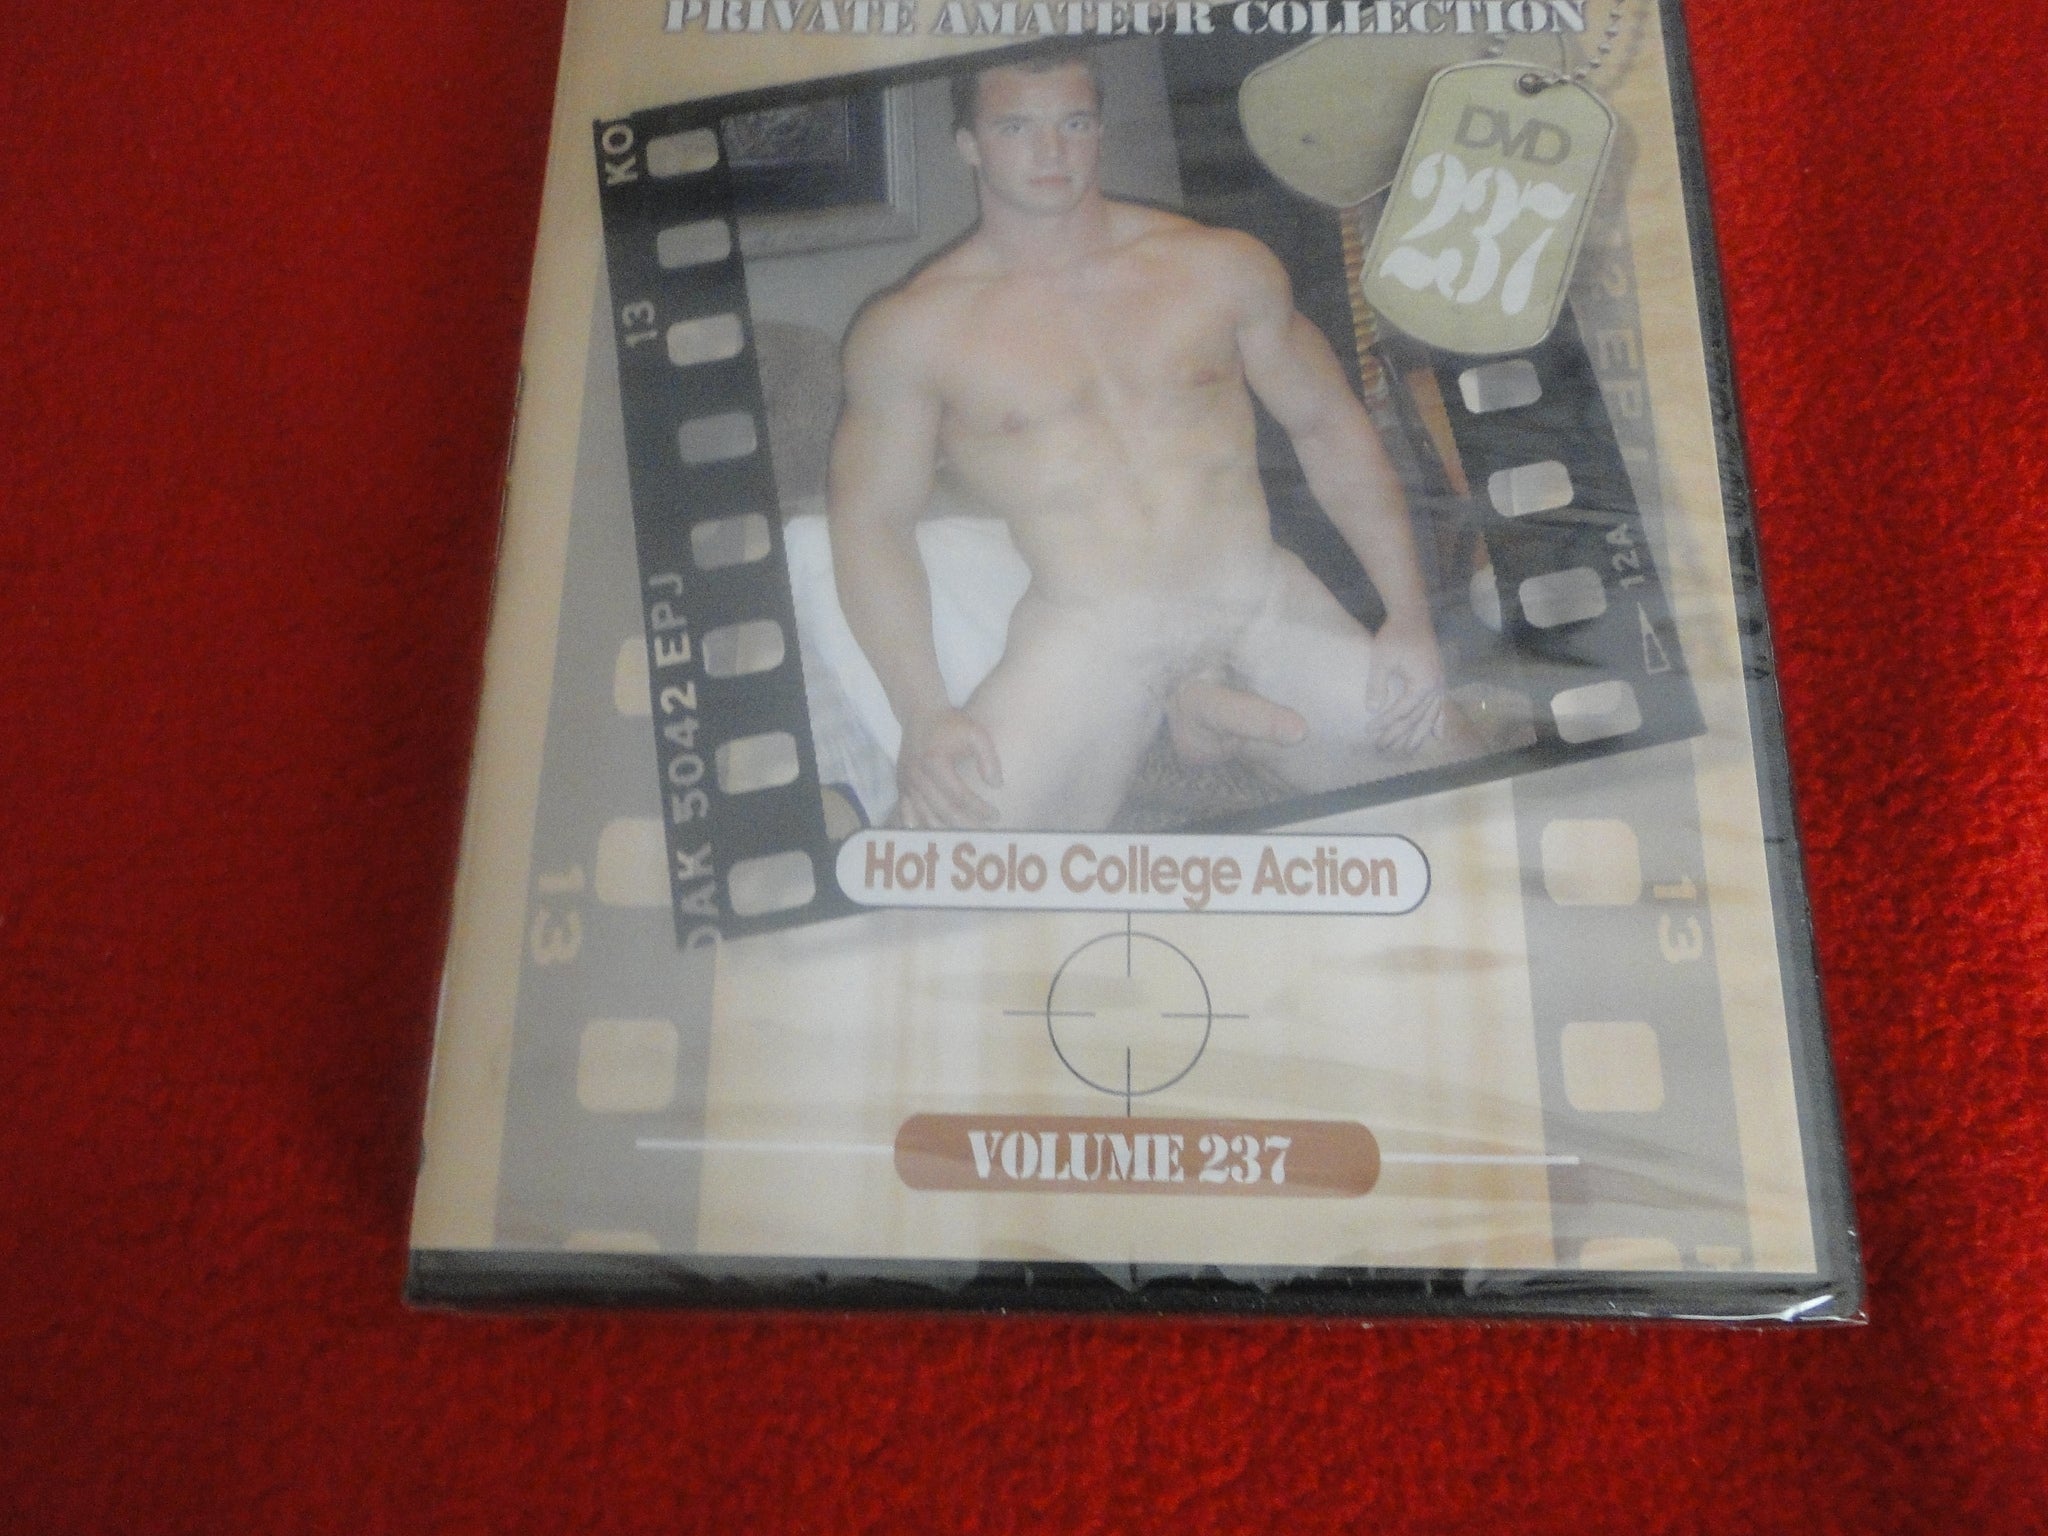 PRIVATE AMATEUR COLLECTION
DVD
237
KO
13
DAK 5042 EPJ
12A
13
13
Hot Solo College Action
VOLUME 237